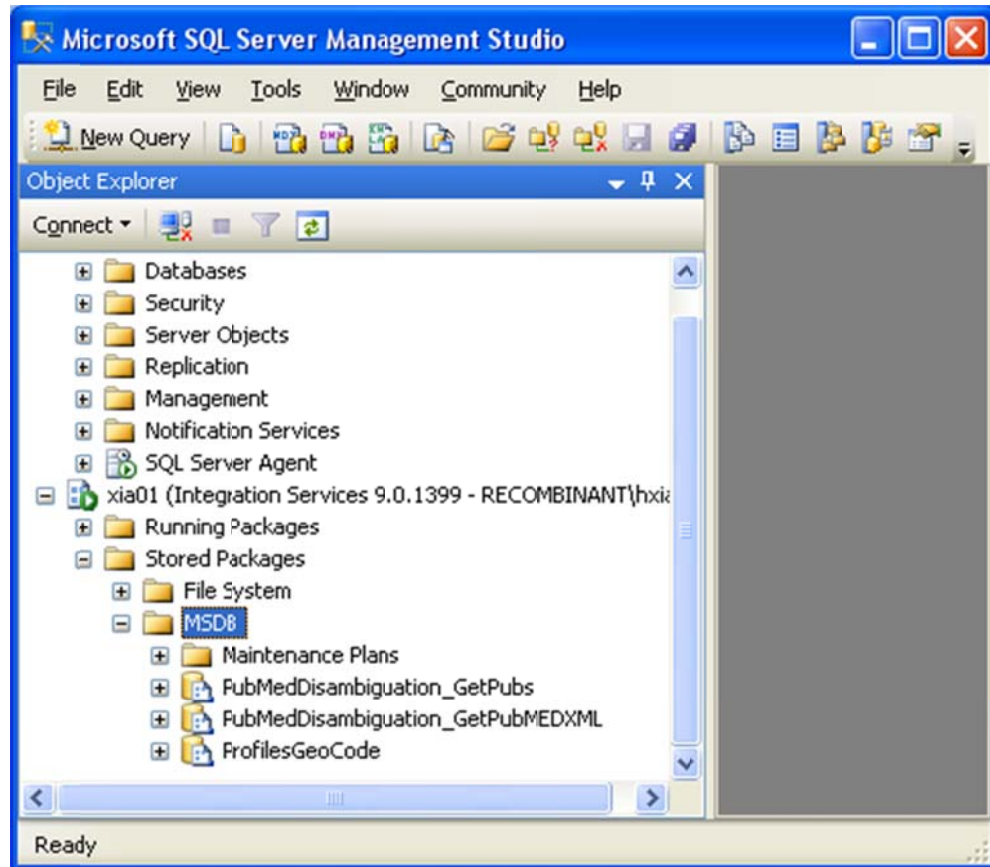 Microsoft SQL Server Management Studio
File Edit View Tools Window Community Help
New Query
Object Explorer
Connect
Databases
Security
Server Objects
Replication
Management
Notification Services
SQL Server Agent
xia01 (Integration Services 9.0.1399 - RECOMBINANT\hxia
Running Packages
Stored Packages
File System
MSDB
Maintenance Plans
PubMedDisambiguation_GetPubs
PubMedDisambiguation_GetPubMEDXML
ProfilesGeoCode
Ready